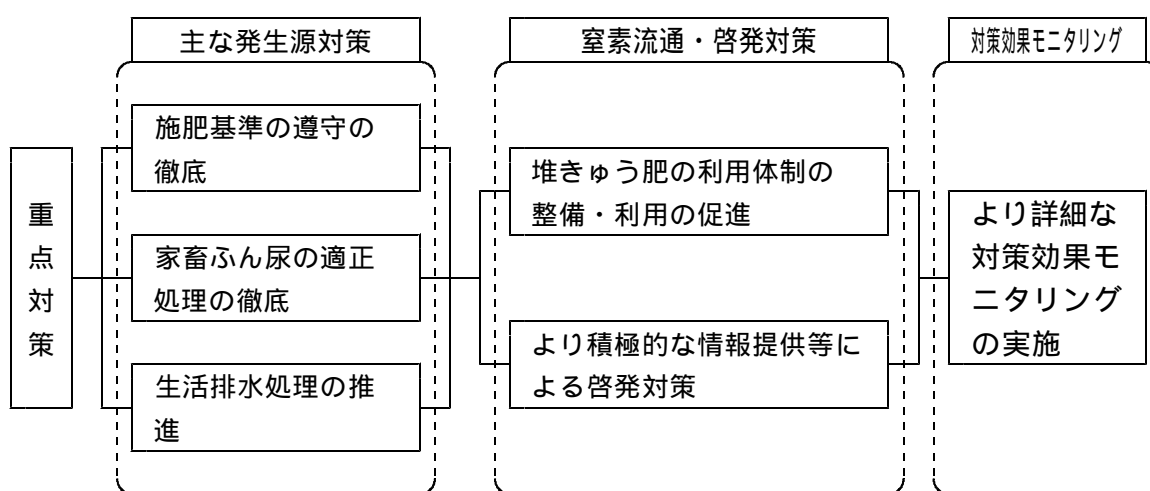 主な発生源対策
窒素流通・啓発対策
対策効果モニタリング
重点対策
施肥基準の遵守の
徹底
家畜ふん尿の適正
処理の徹底
生活排水処理の推
進
堆きゅう肥の利用体制の
整備・利用の促進
より積極的な情報提供等に
よる啓発対策
より詳細な
対策効果モ
ニタリング
の実施